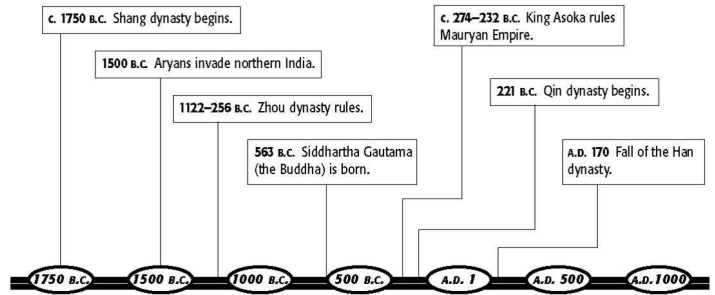 c. 1750 B.C. Shang dynasty begins.
1500 B.C. Aryans invade northern India.
1122–256 B.C. Zhou dynasty rules.
563 B.C. Siddhartha Gautama
(the Buddha) is born.
c. 274–232 B.C. King Asoka rules
Mauryan Empire.
221 B.C. Qin dynasty begins.
A.D. 170 Fall of the Han
dynasty.
1750 B.C. 1500 B.C. 1000 B.C. 500 B.C. A.D. 1 A.D. 500 A.D. 1000